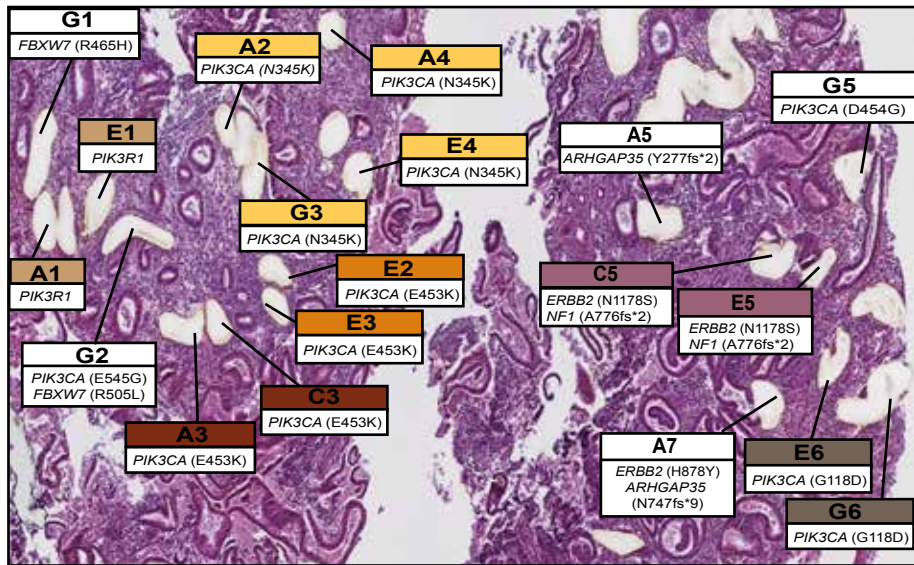 G1
FBXW7 (R465H)
A2
PIK3CA (N345K)
A4
PIK3CA (N345K)
G5
PIK3CA (D454G)
E1
PIK3R1
A5
ARHGAP35 (Y277fs*2)
E4
PIK3CA (N345K)
G3
PIK3CA (N345K)
A1
PIK3R1
E2
PIK3CA (E453K)
C5
ERBB2 (N1178S)
NF1 (A776fs*2)
E5
ERBB2 (N1178S)
NF1 (A776fs*2)
E3
PIK3CA (E453K)
G2
PIK3CA (E545G)
FBXW7 (R505L)
C3
PIK3CA (E453K)
A3
PIK3CA (E453K)
A7
ERBB2 (H878Y)
ARHGAP35
(N747fs*9)
E6
PIK3CA (G118D)
G6
PIK3CA (G118D)